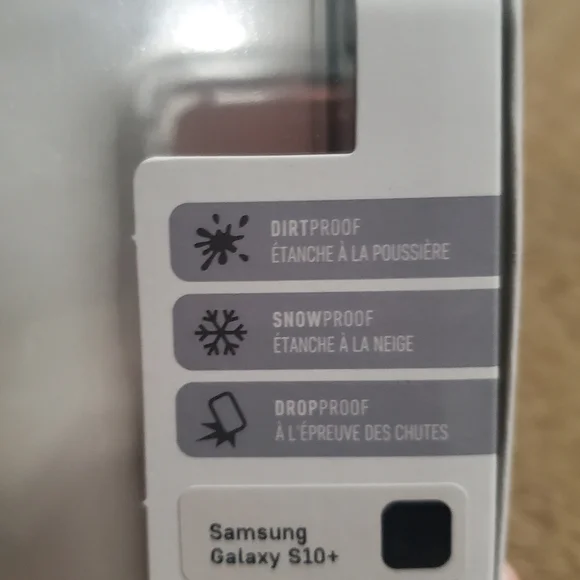 DIRTPROOF
ÉTANCHE À LA POUSSIÈRE
SNOWPROOF
ÉTANCHE À LA NEIGE
DROPPROOF
À L'ÉPREUVE DES CHUTES
Samsung
Galaxy S10+